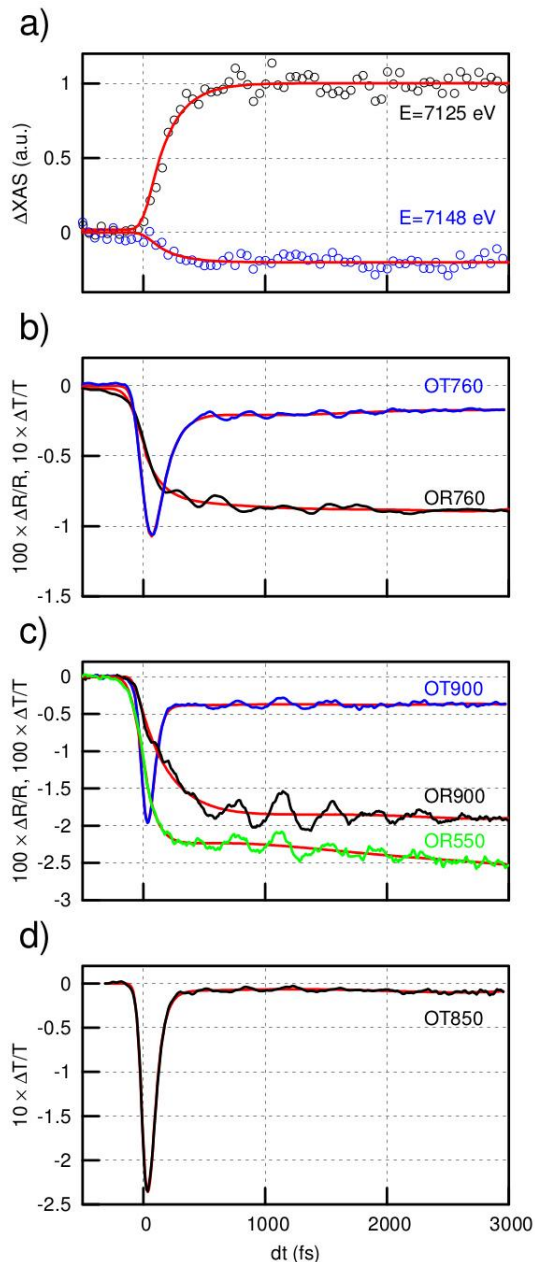 a)
1
0.5
0
ΔXAS (a.u.)
E=7125 eV
E=7148 eV
b)
0
-0.5
-1
-1.5
100 × ΔR/R, 10 × ΔT/T
OT760
OR760
c)
0
-0.5
-1
-1.5
-2
-2.5
-3
100 × ΔR/R, 100 × ΔT/T
OT900
OR900
OR550
d)
0
-0.5
-1
-1.5
-2
-2.5
10 × ΔT/T
OT850
0 1000 2000 3000
dt (fs)